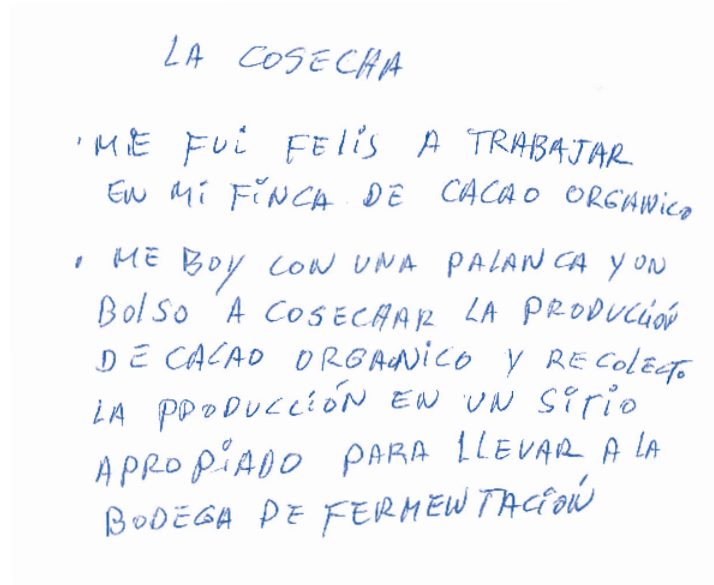 LA COSECHA
· ME FUI FELIS A TRABAJAR
EN MI FINCA DE CACAO ORGANICO
· ME BOY CON UNA PALANCA Y UN
BOLSO A COSECHAR LA PRODUCIÓN
DE CACAO ORGANICO Y RECOLECTO
LA PRODUCCIÓN EN UN SITIO
APROPIADO PARA LLEVAR A LA
BODEGA DE FERMENTACIÓN